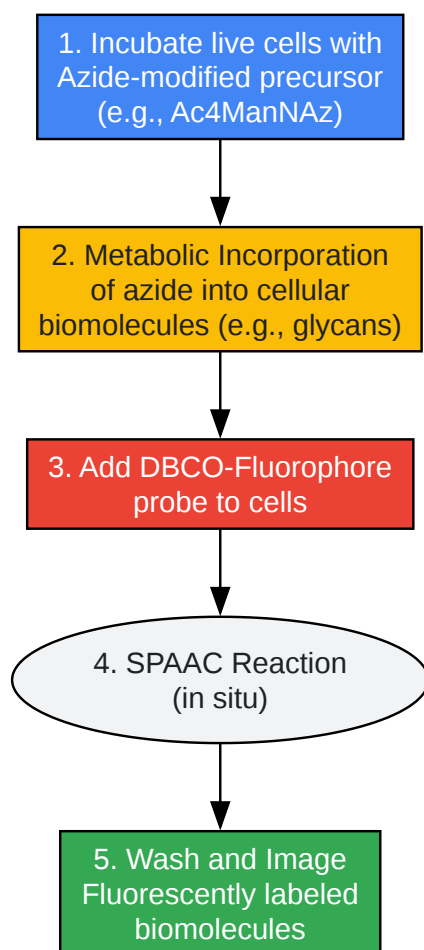 1. Incubate live cells with
Azide-modified precursor
(e.g., Ac4ManNAz)
2. Metabolic Incorporation
of azide into cellular
biomolecules (e.g., glycans)
3. Add DBCO-Fluorophore
probe to cells
4. SPAAC Reaction
(in situ)
5. Wash and Image
Fluorescently labeled
biomolecules